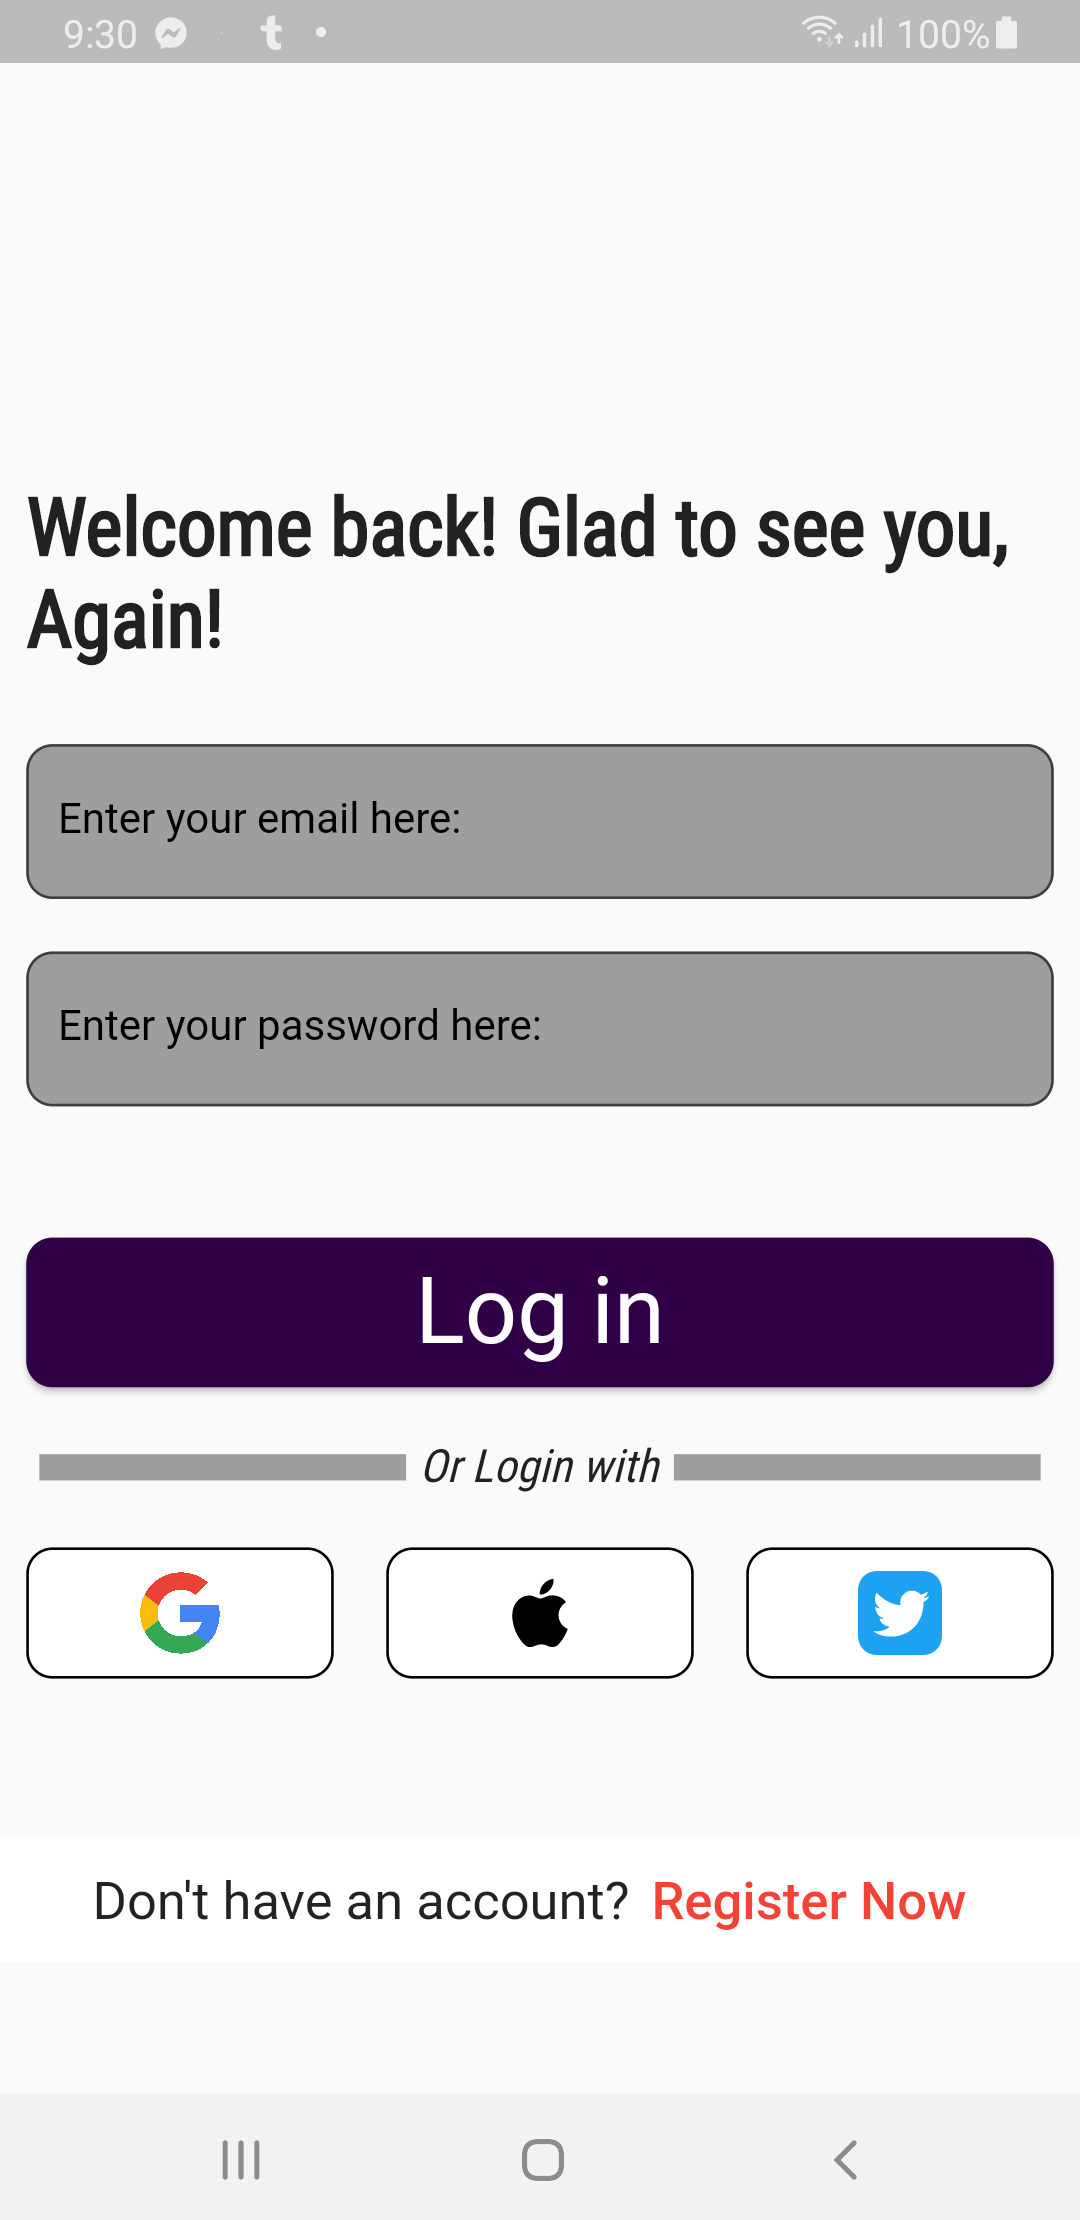 9:30 100%
Welcome back! Glad to see you,
Again!
Enter your email here:
Enter your password here:
Log in
Or Login with
Don't have an account? Register Now